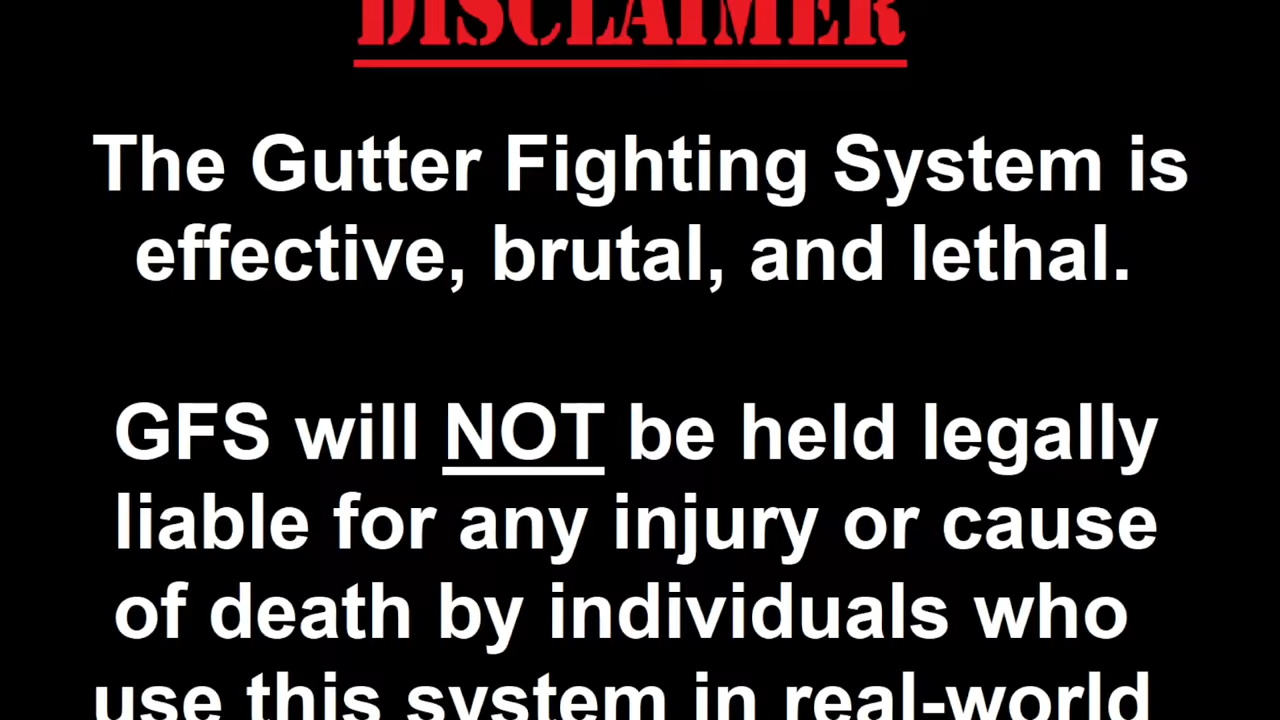 DISCLAIMER
The Gutter Fighting System is
effective, brutal, and lethal.
GFS will NOT be held legally
liable for any injury or cause
of death by individuals who
use this system in real-world